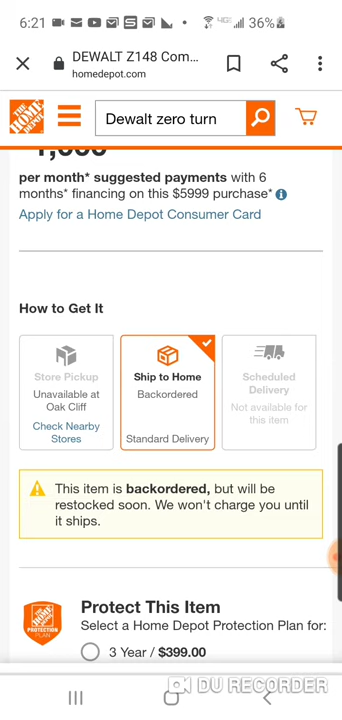 6:21
4G
36%
DEWALT Z148 Com...
homedepot.com
THE HOME DEPOT
Dewalt zero turn
per month* suggested payments with 6
months* financing on this $5999 purchase*
Apply for a Home Depot Consumer Card
How to Get It
Store Pickup
Unavailable at
Oak Cliff
Check Nearby
Stores
Ship to Home
Backordered
Standard Delivery
Scheduled
Delivery
Not available for
this item
This item is backordered, but will be
restocked soon. We won't charge you until
it ships.
PROTECTION
PLAN
Protect This Item
Select a Home Depot Protection Plan for:
3 Year / $399.00
DU RECORDER